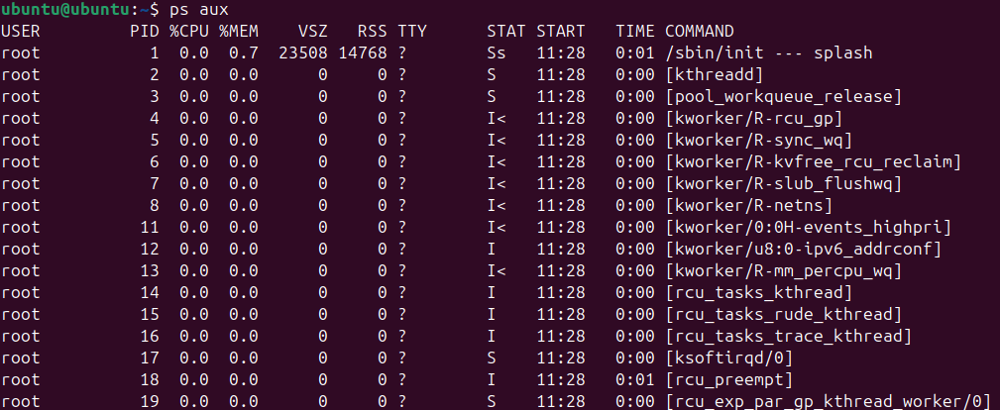 ubuntu@ubuntu:~$ ps aux
USER PID %CPU %MEM VSZ RSS TTY STAT START TIME COMMAND
root 1 0.0 0.7 23508 14768 ? Ss 11:28 0:01 /sbin/init --- splash
root 2 0.0 0.0 0 0 ? S 11:28 0:00 [kthreadd]
root 3 0.0 0.0 0 0 ? S 11:28 0:00 [pool_workqueue_release]
root 4 0.0 0.0 0 0 ? I< 11:28 0:00 [kworker/R-rcu_gp]
root 5 0.0 0.0 0 0 ? I< 11:28 0:00 [kworker/R-sync_wq]
root 6 0.0 0.0 0 0 ? I< 11:28 0:00 [kworker/R-kvfree_rcu_reclaim]
root 7 0.0 0.0 0 0 ? I< 11:28 0:00 [kworker/R-slub_flushwq]
root 8 0.0 0.0 0 0 ? I< 11:28 0:00 [kworker/R-netns]
root 11 0.0 0.0 0 0 ? I< 11:28 0:00 [kworker/0:0H-events_highpri]
root 12 0.0 0.0 0 0 ? I 11:28 0:00 [kworker/u8:0-ipv6_addrconf]
root 13 0.0 0.0 0 0 ? I< 11:28 0:00 [kworker/R-mm_percpu_wq]
root 14 0.0 0.0 0 0 ? I 11:28 0:00 [rcu_tasks_kthread]
root 15 0.0 0.0 0 0 ? I 11:28 0:00 [rcu_tasks_rude_kthread]
root 16 0.0 0.0 0 0 ? I 11:28 0:00 [rcu_tasks_trace_kthread]
root 17 0.0 0.0 0 0 ? S 11:28 0:00 [ksoftirqd/0]
root 18 0.0 0.0 0 0 ? I 11:28 0:01 [rcu_preempt]
root 19 0.0 0.0 0 0 ? S 11:28 0:00 [rcu_exp_par_gp_kthread_worker/0]